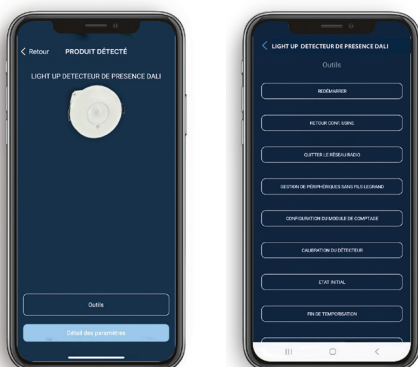 Retour
PRODUIT DÉTECTÉ
LIGHT UP DETECTEUR DE PRESENCE DALI
Outils
Détail des paramètres
LIGHT UP DETECTEUR DE PRESENCE DALI
Outils
REDÉMARRER
RETOUR CONF. USINE
QUITTER LE RÉSEAU RADIO
GESTION DE PÉRIPHÉRIQUES SANS FILS LEGRAND
CONFIGURATION DU MODULE DE COMPTAGE
CALIBRATION DU DÉTECTEUR
ETAT INITIAL
FIN DE TEMPORISATION